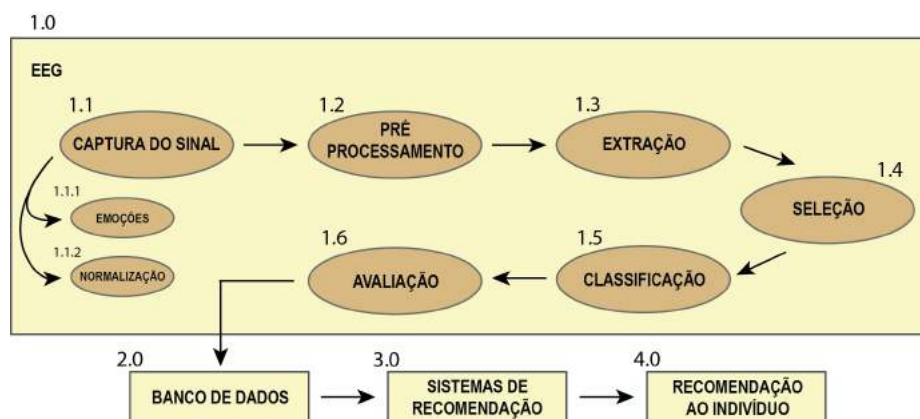 1.0
EEG
1.1
CAPTURA DO SINAL
1.2
PRÉ
PROCESSAMENTO
1.3
EXTRAÇÃO
1.4
SELEÇÃO
1.1.1
EMOÇÕES
1.1.2
NORMALIZAÇÃO
1.6
AVALIAÇÃO
1.5
CLASSIFICAÇÃO
2.0
BANCO DE DADOS
3.0
SISTEMAS DE
RECOMENDAÇÃO
4.0
RECOMENDAÇÃO
AO INDIVÍDUO